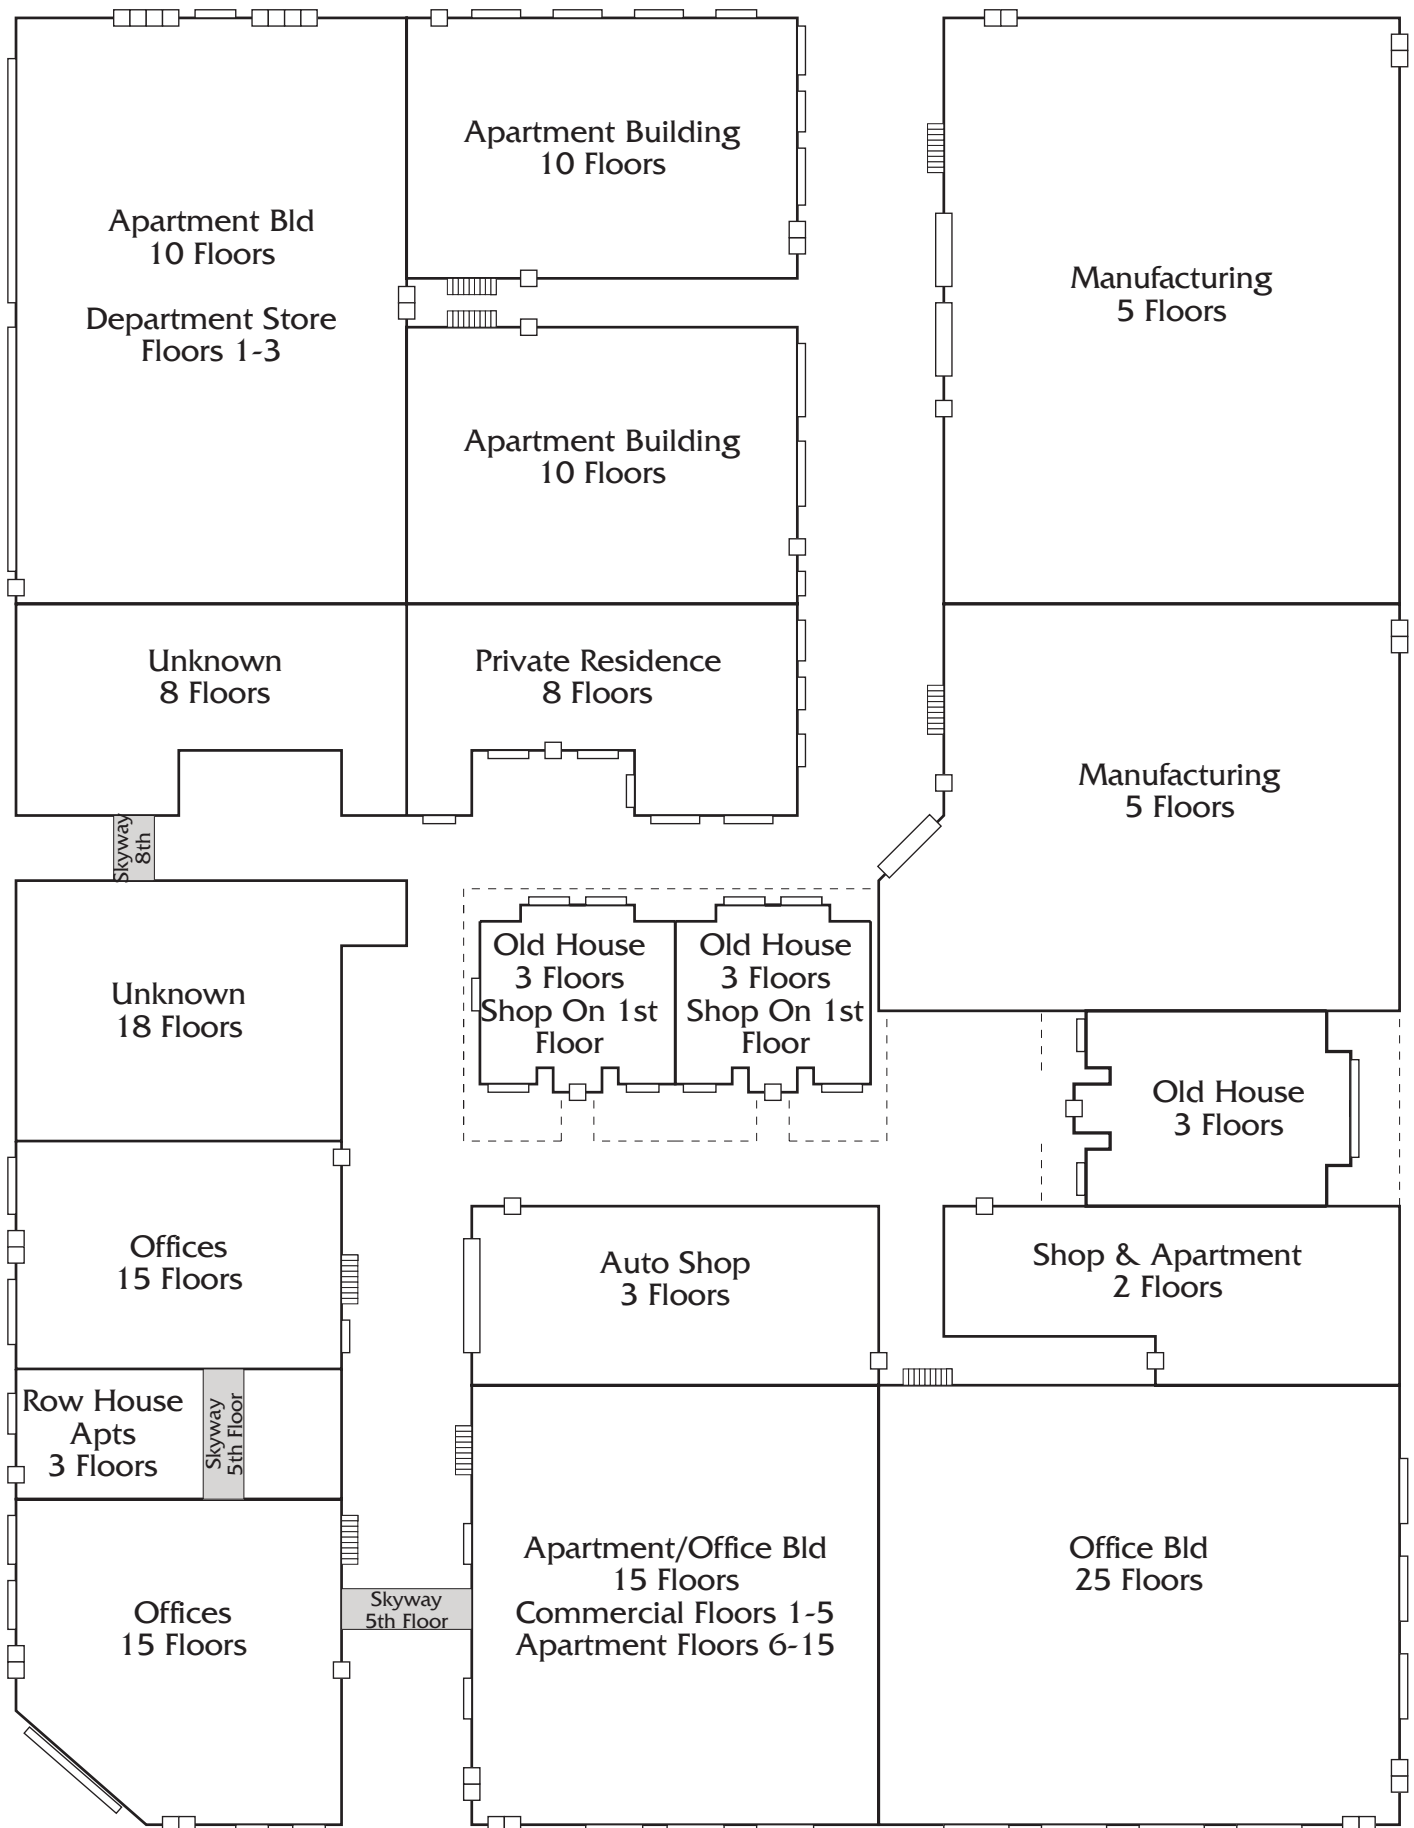 Apartment Building
10 Floors
Apartment Bld
10 Floors
Department Store
Floors 1-3
Manufacturing
5 Floors
Apartment Building
10 Floors
Unknown
8 Floors
Private Residence
8 Floors
Manufacturing
5 Floors
Skyway
8th
Old House
3 Floors
Shop On 1st
Floor
Old House
3 Floors
Shop On 1st
Floor
Unknown
18 Floors
Old House
3 Floors
Offices
15 Floors
Auto Shop
3 Floors
Shop & Apartment
2 Floors
Row House
Apts
3 Floors
Skyway
5th Floor
Apartment/Office Bld
15 Floors
Commercial Floors 1-5
Apartment Floors 6-15
Office Bld
25 Floors
Skyway
5th Floor
Offices
15 Floors